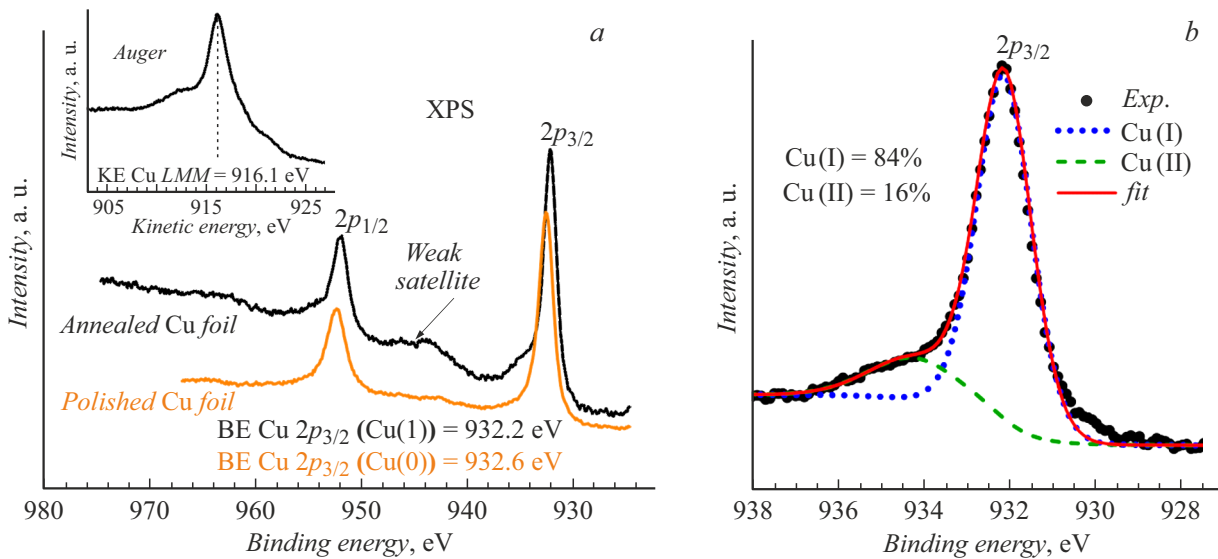 a
Auger
Intensity, a. u.
KE Cu LMM = 916.1 eV
905 915 925
Kinetic energy, eV
XPS
2p3/2
2p1/2
Weak
satellite
Intensity, a. u.
Annealed Cu foil
Polished Cu foil
BE Cu 2p3/2 (Cu(1)) = 932.2 eV
BE Cu 2p3/2 (Cu(0)) = 932.6 eV
980 970 960 950 940 930
Binding energy, eV
b
2p3/2
Exp.
Cu (I)
Cu (II)
fit
Cu (I) = 84%
Cu (II) = 16%
Intensity, a. u.
938 936 934 932 930 928
Binding energy, eV